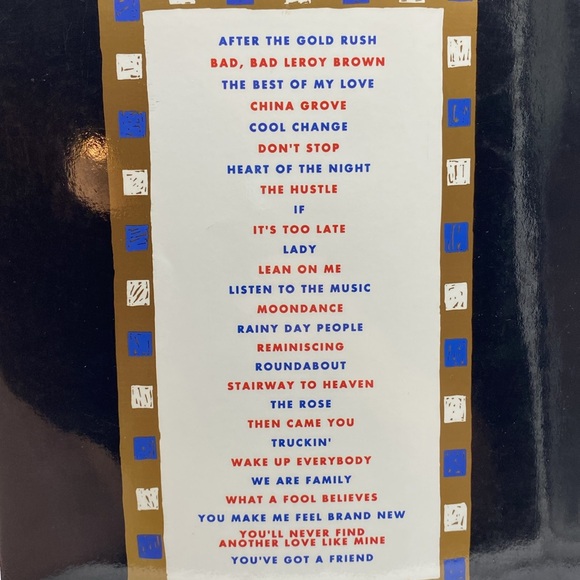 AFTER THE GOLD RUSH
BAD, BAD LEROY BROWN
THE BEST OF MY LOVE
CHINA GROVE
COOL CHANGE
DON'T STOP
HEART OF THE NIGHT
THE HUSTLE
IF
IT'S TOO LATE
LADY
LEAN ON ME
LISTEN TO THE MUSIC
MOONDANCE
RAINY DAY PEOPLE
REMINISCING
ROUNDABOUT
STAIRWAY TO HEAVEN
THE ROSE
THEN CAME YOU
TRUCKIN'
WAKE UP EVERYBODY
WE ARE FAMILY
WHAT A FOOL BELIEVES
YOU MAKE ME FEEL BRAND NEW
YOU'LL NEVER FIND
ANOTHER LOVE LIKE MINE
YOU'VE GOT A FRIEND